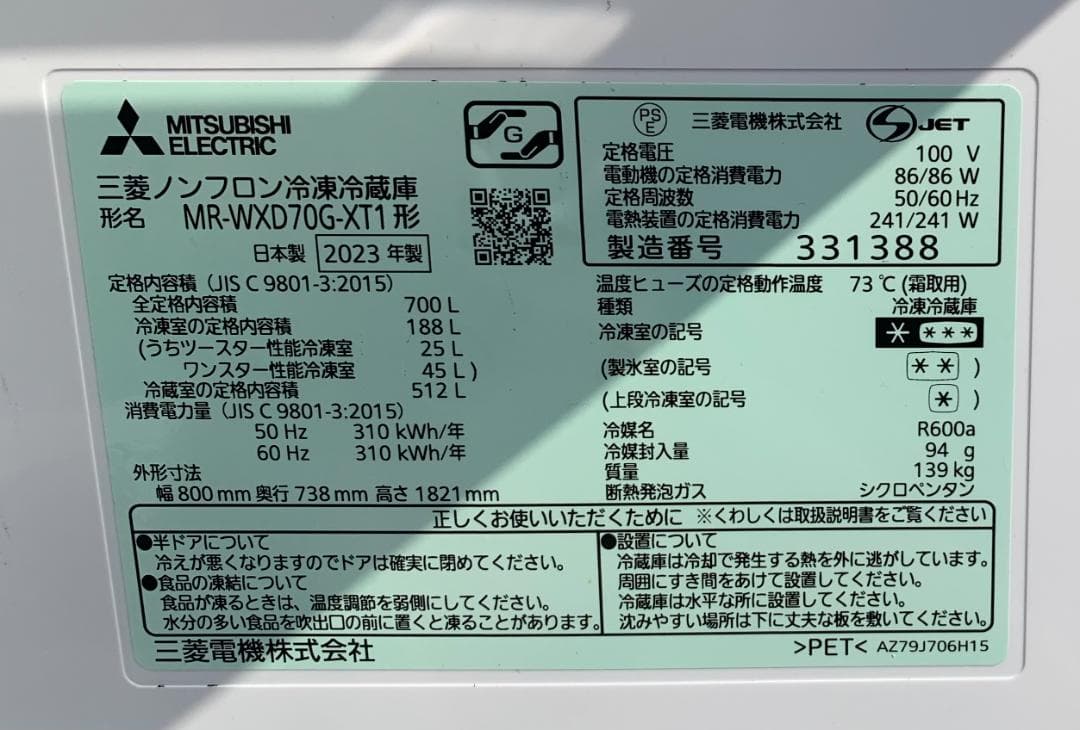 MITSUBISHI
ELECTRIC
三菱ノンフロン冷凍冷蔵庫
形名 MR-WXD70G-XT1形
日本製 2023年製
定格内容積（JIS C 9801-3:2015）
全定格内容積 700 L
冷凍室の定格内容積 188 L
(うちツースター性能冷凍室 25 L
ワンスター性能冷凍室 45 L )
冷蔵室の定格内容積 512 L
消費電力量（JIS C 9801-3:2015）
50 Hz 310 kWh/年
60 Hz 310 kWh/年
外形寸法
幅 800 mm 奥行 738 mm 高さ 1821 mm
G
PS
E
三菱電機株式会社
S JET
定格電圧 100 V
電動機の定格消費電力 86/86 W
定格周波数 50/60 Hz
電熱装置の定格消費電力 241/241 W
製造番号 331388
温度ヒューズの定格動作温度 73 ℃ (霜取用)
種類 冷凍冷蔵庫
冷凍室の記号 * ***
(製氷室の記号 ** )
(上段冷凍室の記号 * )
冷媒名 R600a
冷媒封入量 94 g
質量 139 kg
断熱発泡ガス シクロペンタン
正しくお使いいただくために ※くわしくは取扱説明書をご覧ください
●半ドアについて
冷えが悪くなりますのでドアは確実に閉めてください。
●食品の凍結について
食品が凍るときは、温度調節を弱側にしてください。
水分の多い食品を吹出口の前に置くと凍ることがあります。
●設置について
冷蔵庫は冷却で発生する熱を外に逃がしています。
周囲にすき間をあけて設置してください。
冷蔵庫は水平な所に設置してください。
沈みやすい場所は下に丈夫な板を敷いてください。
三菱電機株式会社
>PET< AZ79J706H15